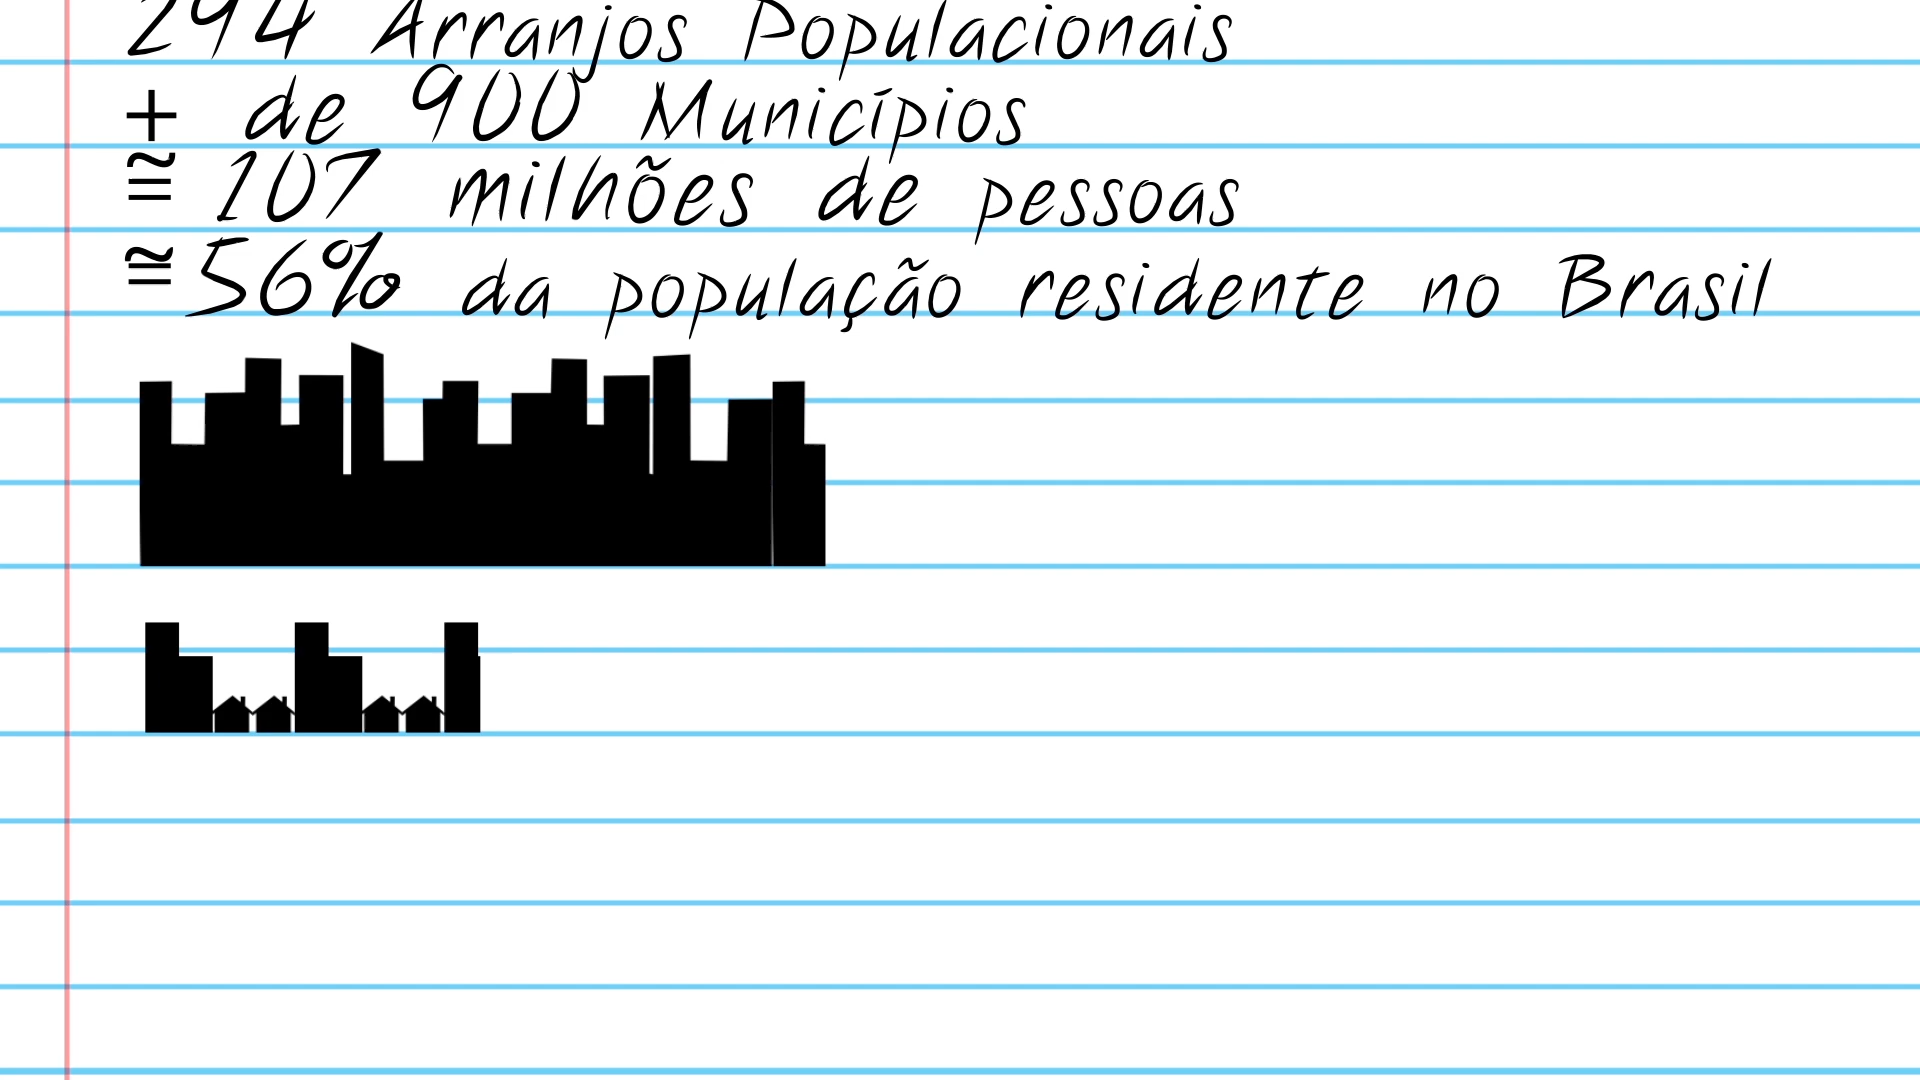 294 Arranjos Populacionais
+ de 900 Municípios
≅ 107 milhões de pessoas
≅56% da população residente no Brasil